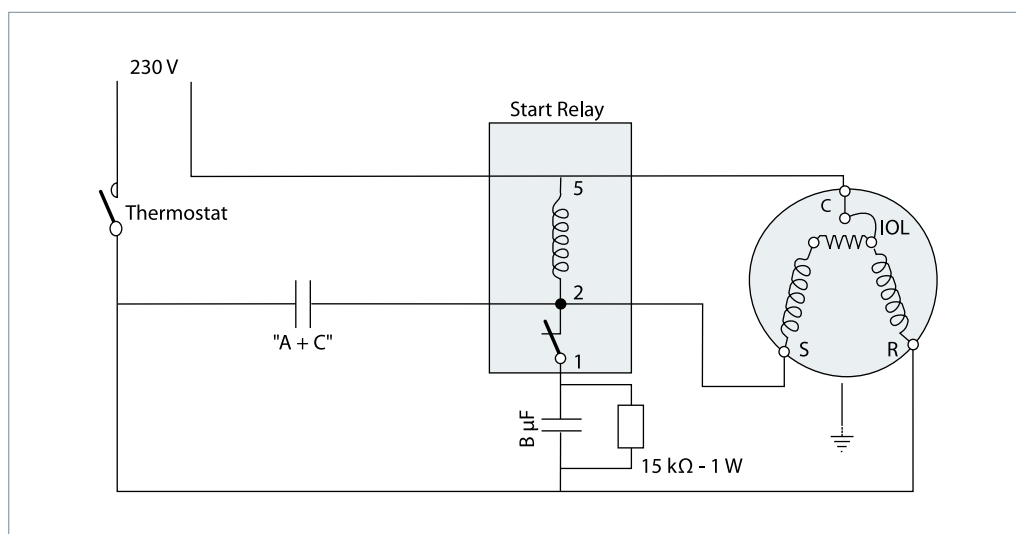 230 V
Start Relay
5
C
Thermostat
IOL
2
"A + C"
1
S
R
B µF
15 kΩ - 1 W